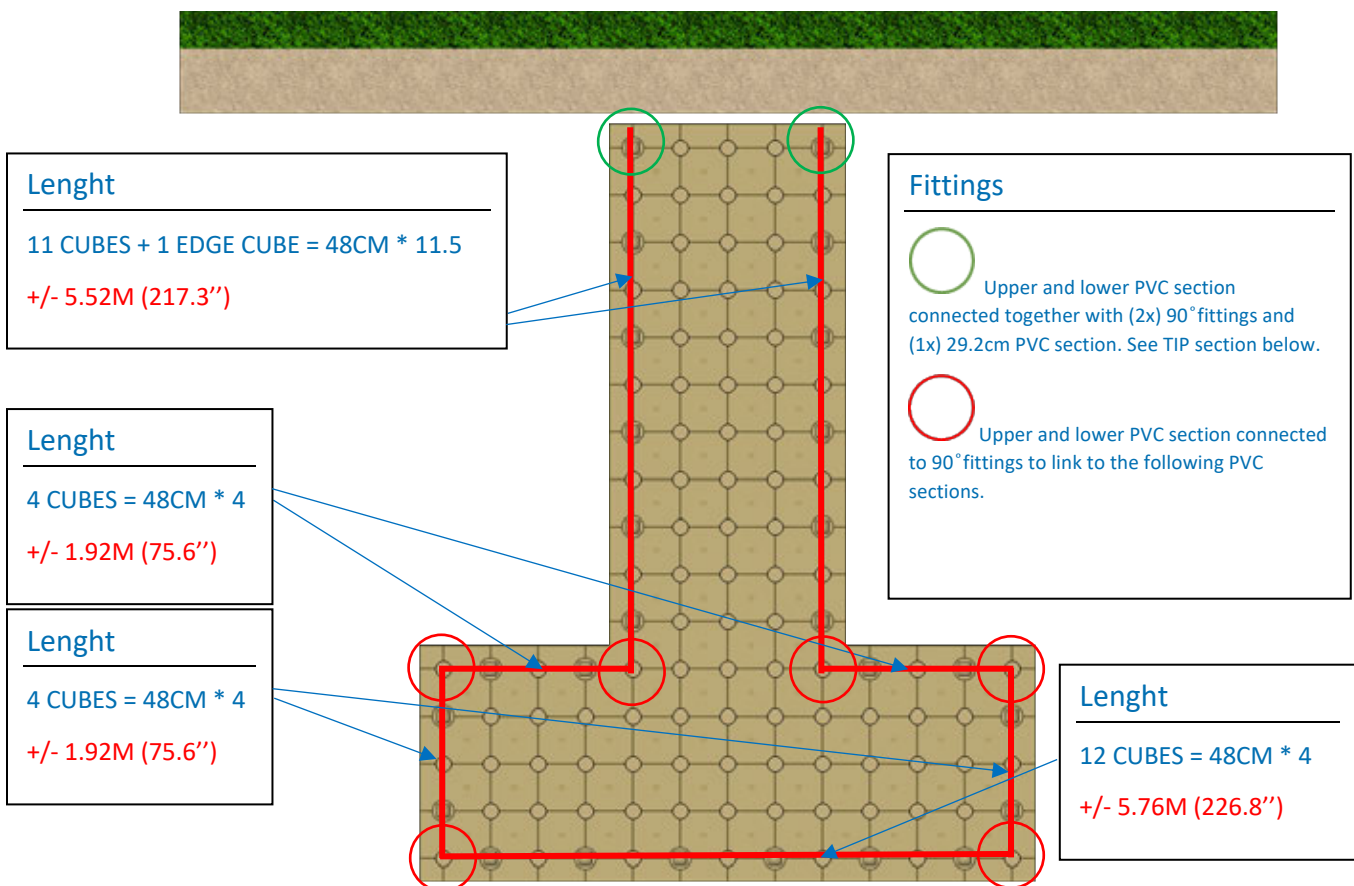 Lenght
11 CUBES + 1 EDGE CUBE = 48CM * 11.5
+/- 5.52M (217.3’’)
Lenght
4 CUBES = 48CM * 4
+/- 1.92M (75.6’’)
Lenght
4 CUBES = 48CM * 4
+/- 1.92M (75.6’’)
Fittings
Upper and lower PVC section
connected together with (2x) 90˚fittings and
(1x) 29.2cm PVC section. See TIP section below.
Upper and lower PVC section connected
to 90˚fittings to link to the following PVC
sections.
Lenght
12 CUBES = 48CM * 4
+/- 5.76M (226.8’’)